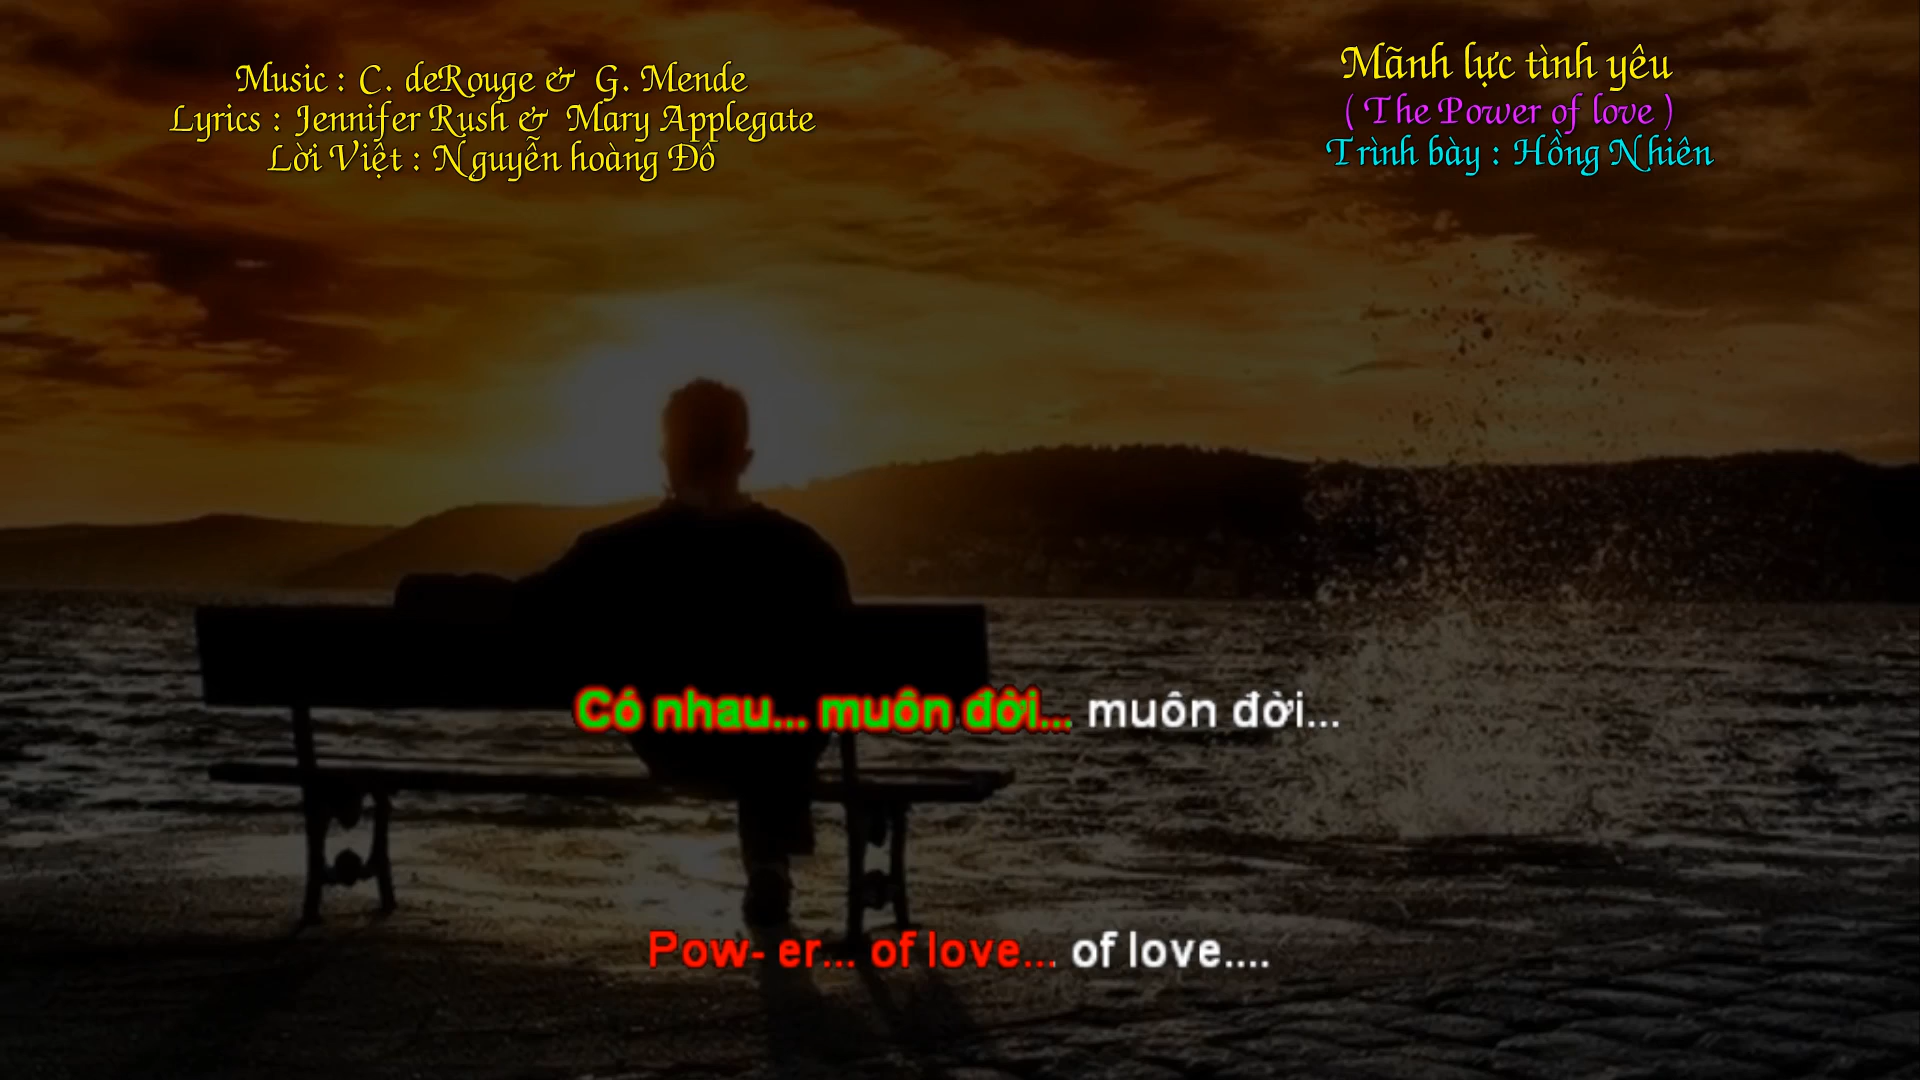 Music : C. deRouge & G. Mende
Lyrics : Jennifer Rush & Mary Applegate
Lời Việt : Nguyễn hoàng Đô
Mãnh lực tình yêu
( The Power of love )
Trình bày : Hồng Nhiên
Có nhau... muôn đời... muôn đời...
Pow- er... of love... of love....